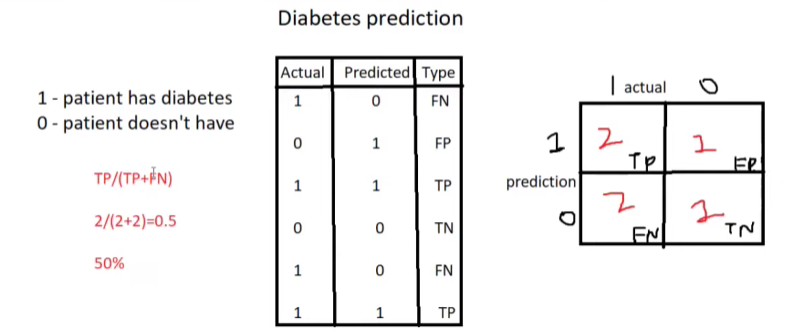 Diabetes prediction
1 - patient has diabetes
0 - patient doesn't have
TP/(TP+FN)
2/(2+2)=0.5
50%
Actual Predicted Type
1 0 FN
0 1 FP
1 1 TP
0 0 TN
1 0 FN
1 1 TP
1 actual 0
1 2 TP 1 FP
prediction
0 2 FN 1 TN